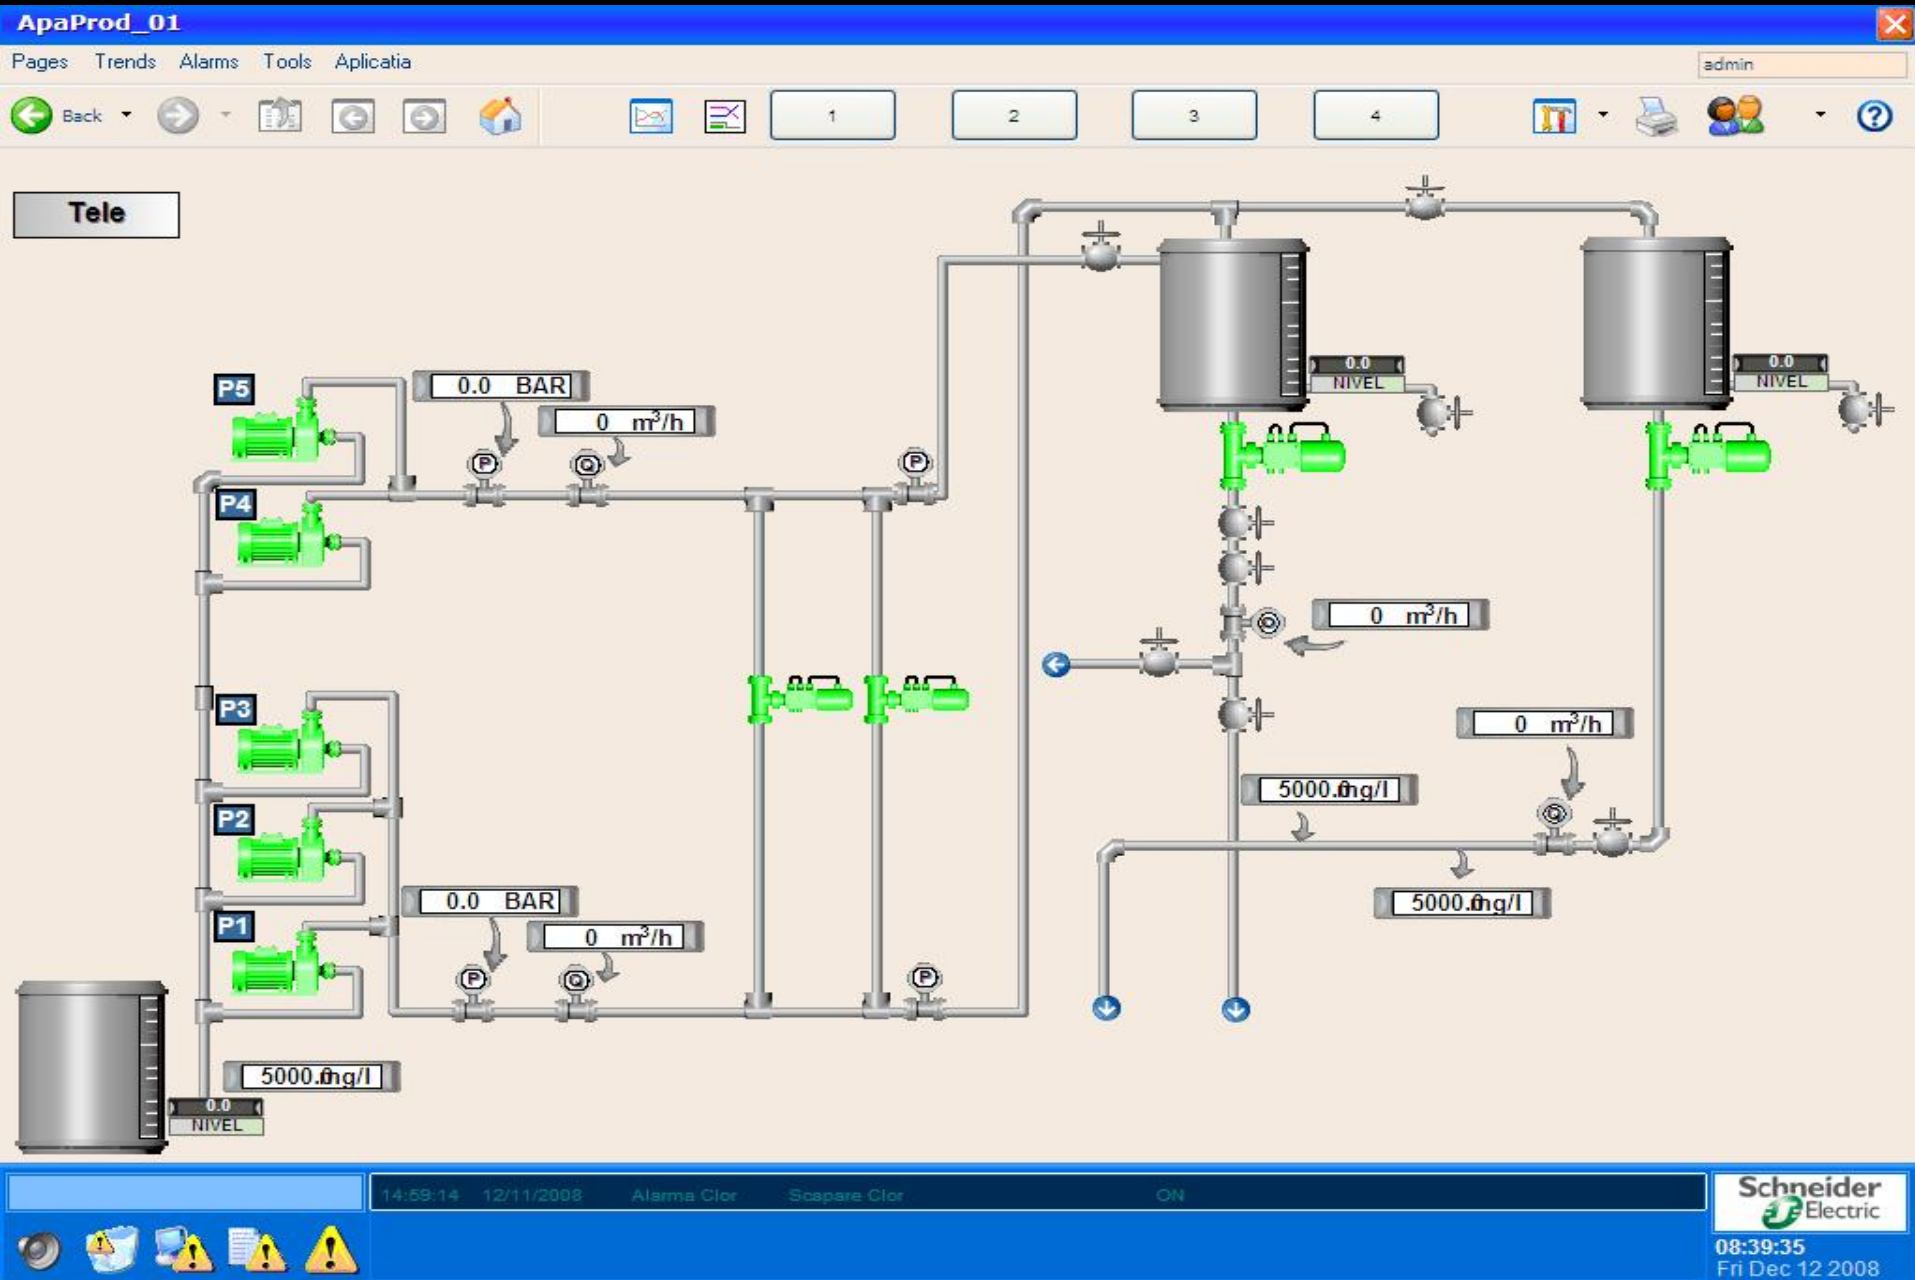 ApaProd_01
Pages Trends Alarms Tools Aplicatia
admin
Back
1
2
3
4
Tele
0.0
NIVEL
0.0
NIVEL
P5
0.0 BAR
0 m³/h
P
Q
P
P4
0 m³/h
Q
P3
0 m³/h
5000.0mg/l
P2
Q
0.0 BAR
5000.0mg/l
P1
0 m³/h
P
Q
P
5000.0mg/l
0.0
NIVEL
14:59:14 12/11/2008 Alarma Clor Scapare Clor ON
Schneider
Electric
08:39:35
Fri Dec 12 2008